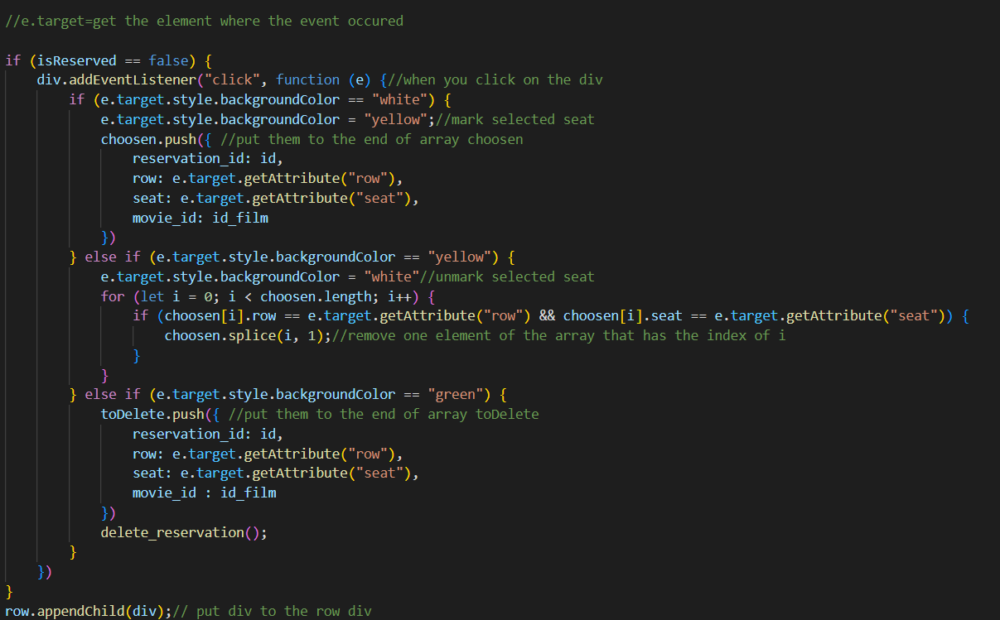 //e.target=get the element where the event occured
if (isReserved == false) {
div.addEventListener("click", function (e) {//when you click on the div
if (e.target.style.backgroundColor == "white") {
e.target.style.backgroundColor = "yellow";//mark selected seat
choosen.push({ //put them to the end of array choosen
reservation_id: id,
row: e.target.getAttribute("row"),
seat: e.target.getAttribute("seat"),
movie_id: id_film
})
} else if (e.target.style.backgroundColor == "yellow") {
e.target.style.backgroundColor = "white"//unmark selected seat
for (let i = 0; i < choosen.length; i++) {
if (choosen[i].row == e.target.getAttribute("row") && choosen[i].seat == e.target.getAttribute("seat")) {
choosen.splice(i, 1);//remove one element of the array that has the index of i
}
}
} else if (e.target.style.backgroundColor == "green") {
toDelete.push({ //put them to the end of array toDelete
reservation_id: id,
row: e.target.getAttribute("row"),
seat: e.target.getAttribute("seat"),
movie_id : id_film
})
delete_reservation();
}
})
}
row.appendChild(div);// put div to the row div